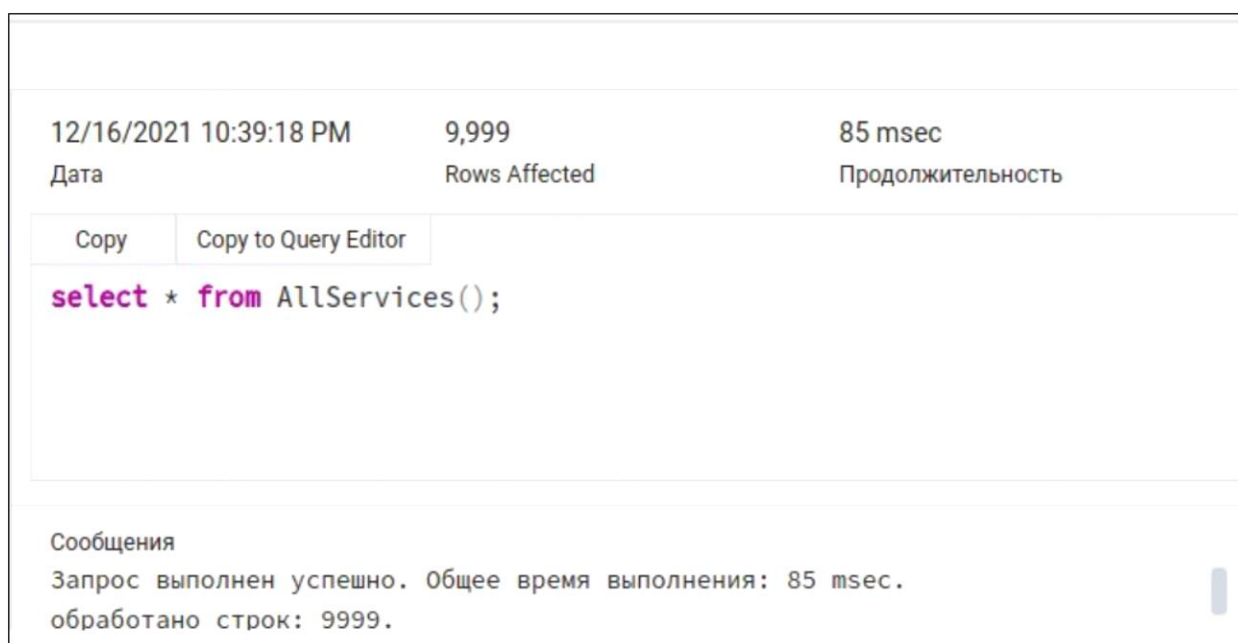 12/16/2021 10:39:18 PM 9,999 85 msec
Дата Rows Affected Продолжительность
Copy Copy to Query Editor
select * from AllServices();
Сообщения
Запрос выполнен успешно. Общее время выполнения: 85 msec.
обработано строк: 9999.